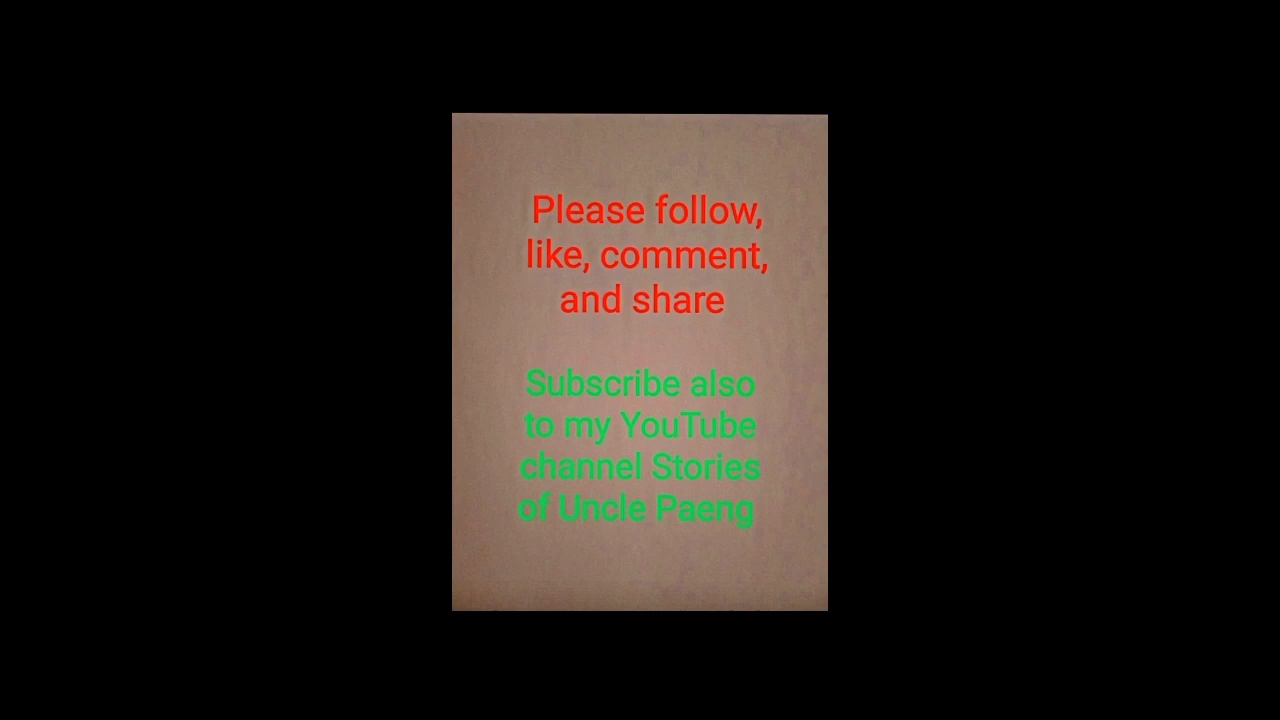 Please follow,
like, comment,
and share
Subscribe also
to my YouTube
channel Stories
of Uncle Paeng